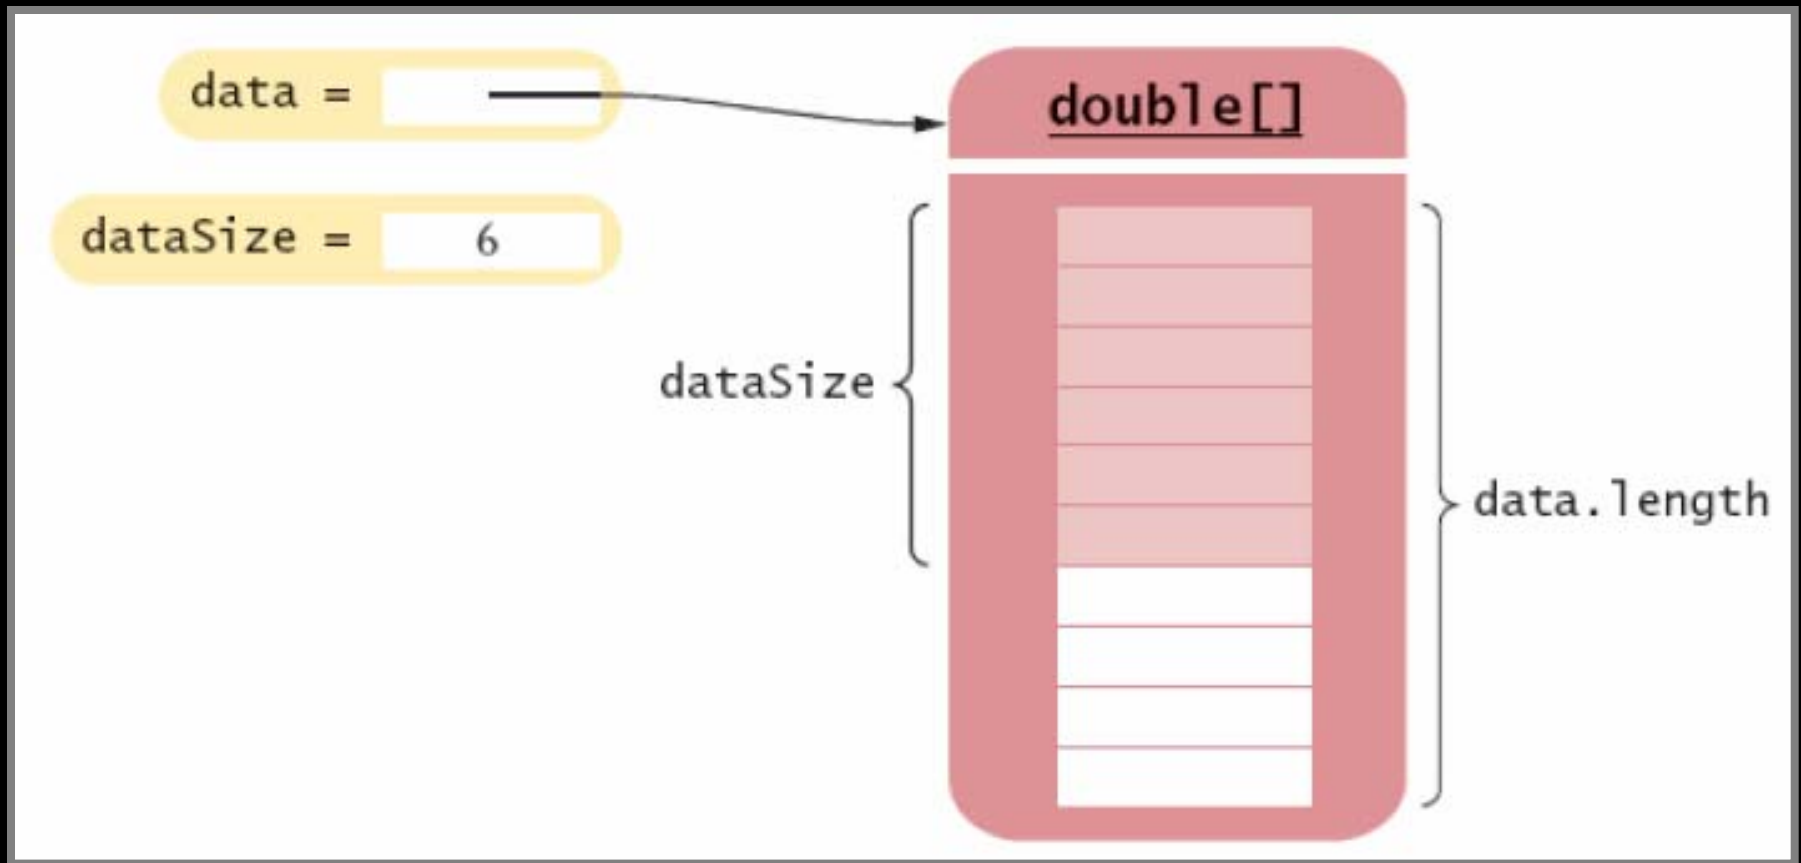 data =
double[]
dataSize = 6
dataSize
data.length